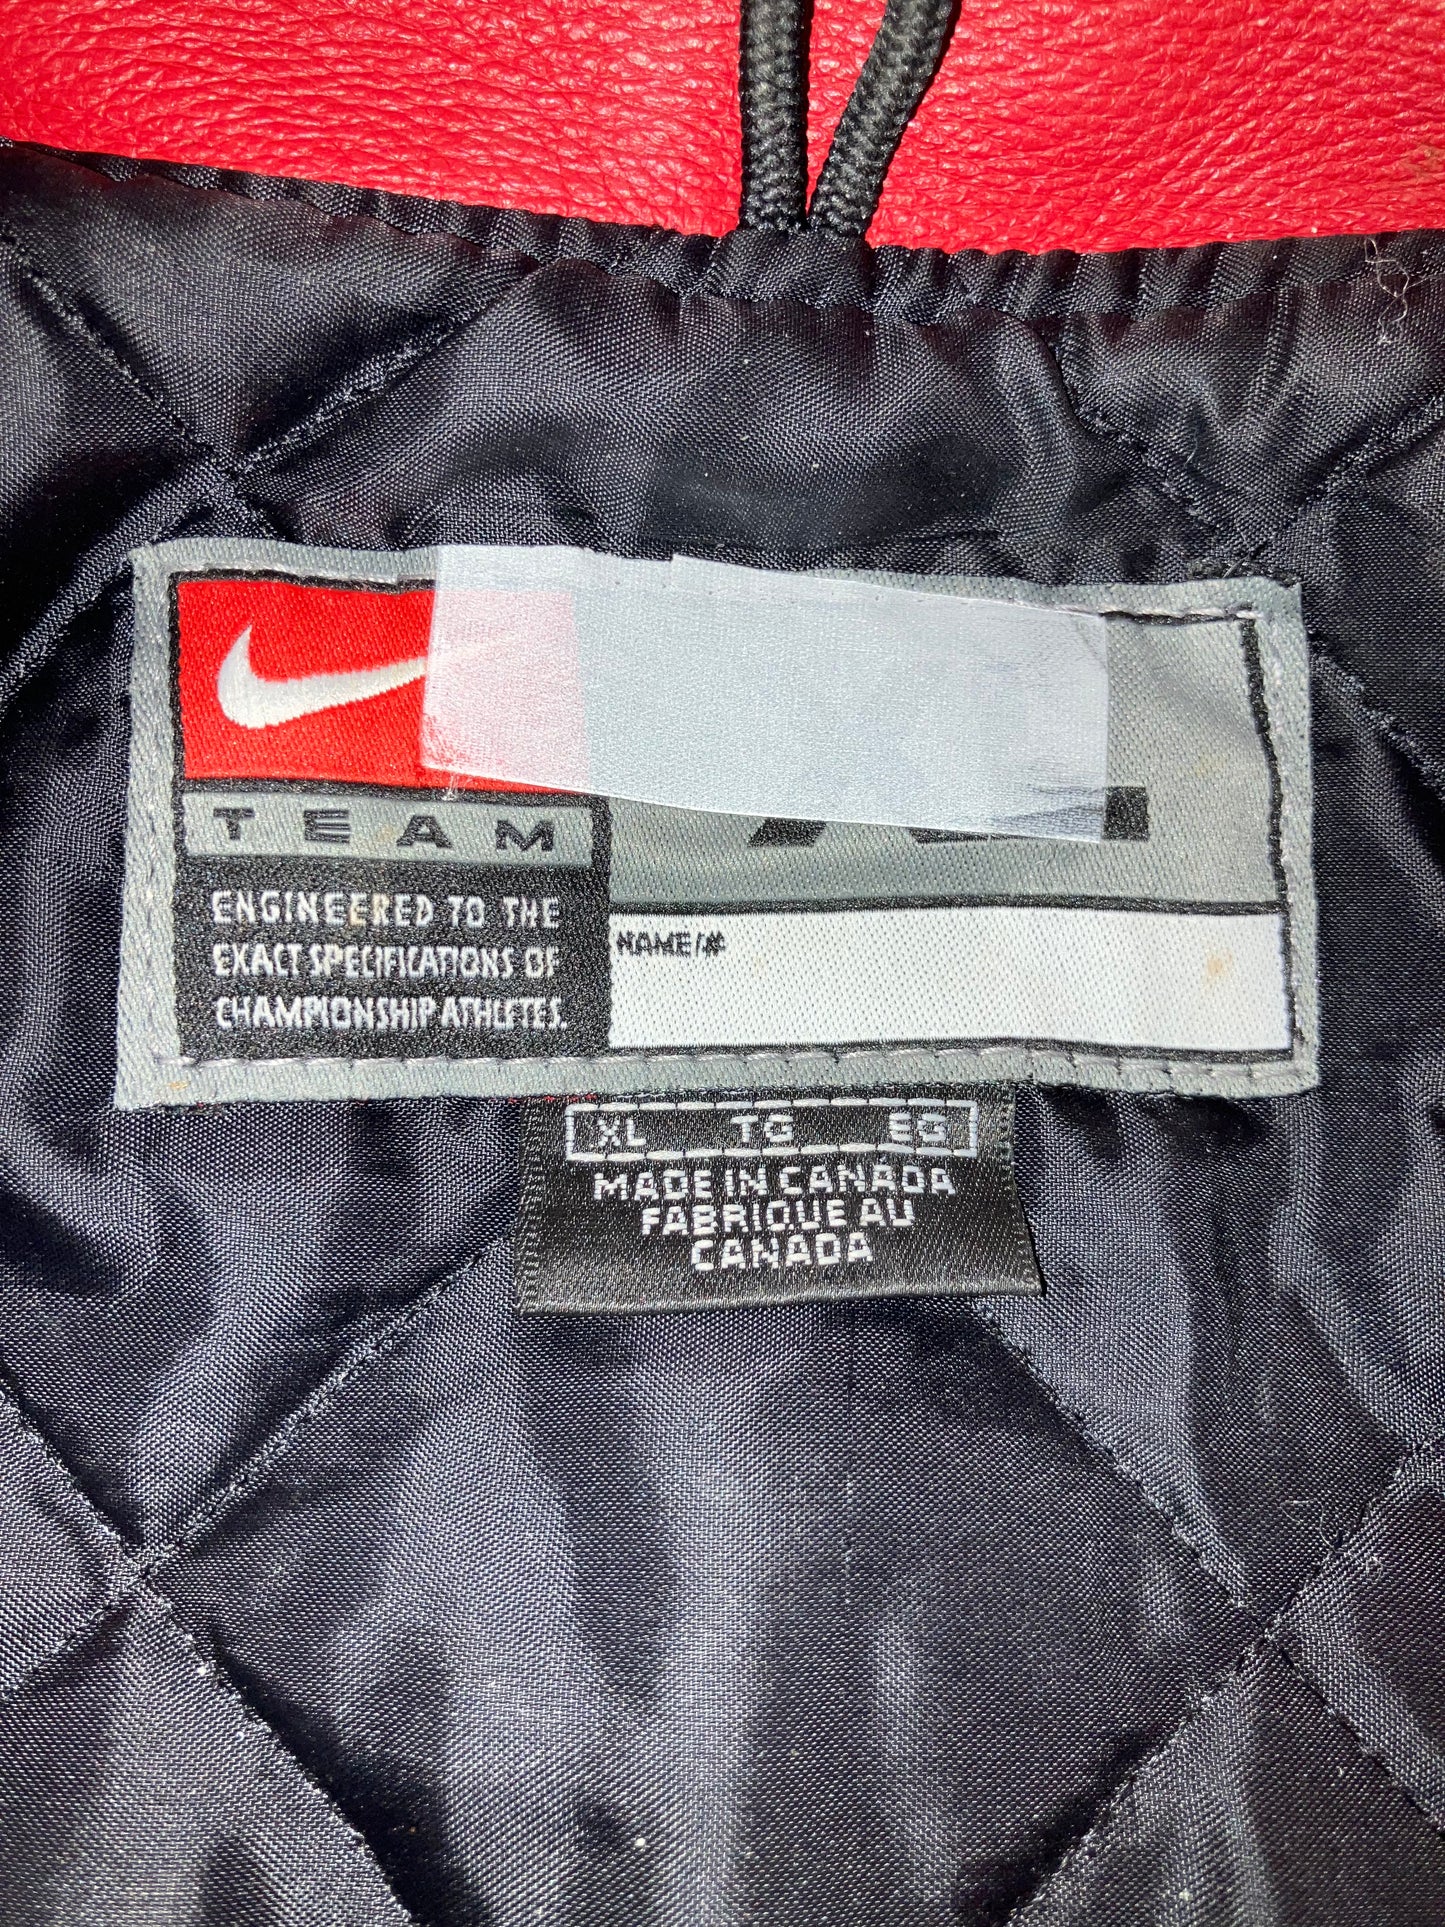 TEAM
ENGINEERED TO THE
EXACT SPECIFICATIONS OF
CHAMPIONSHIP ATHLETES.
NAME/#
XL TG EG
MADE IN CANADA
FABRIQUE AU
CANADA